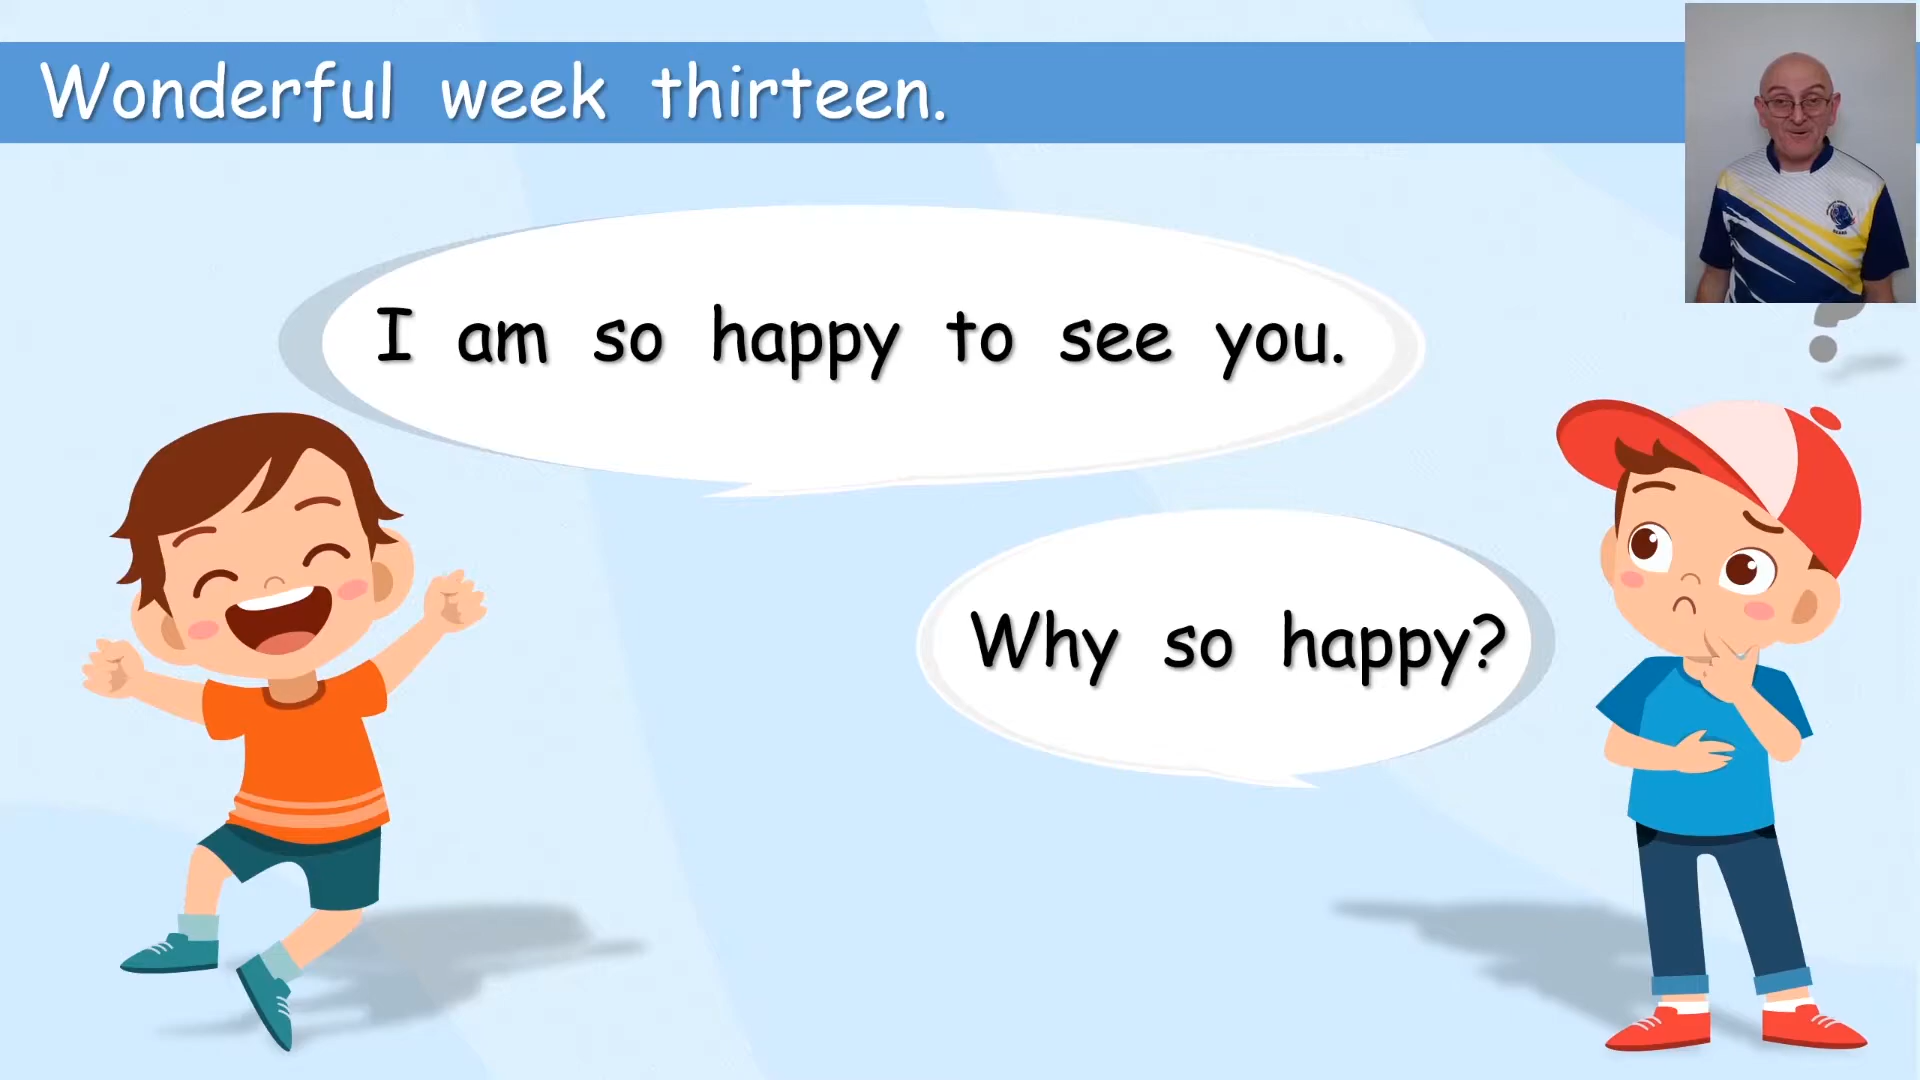 Wonderful week thirteen.
I am so happy to see you.
Why so happy?
?